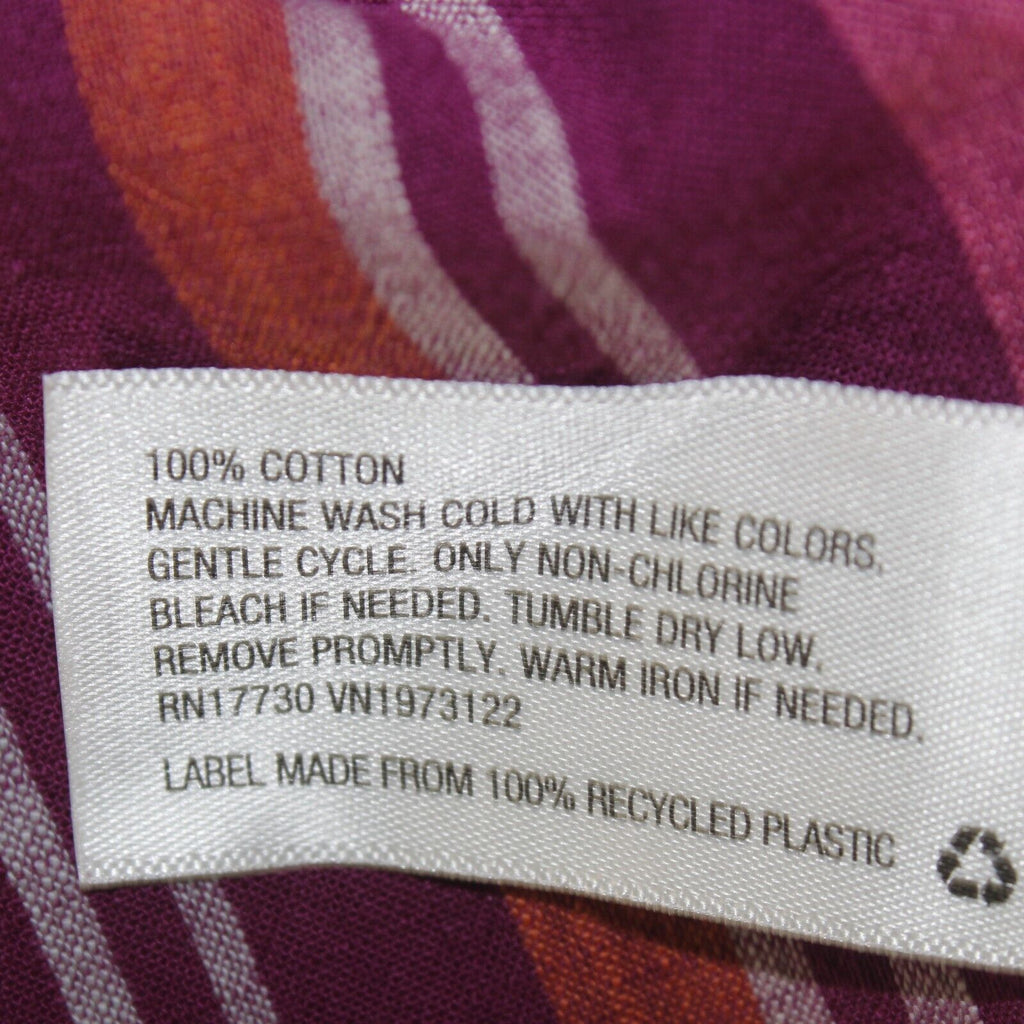 100% COTTON
MACHINE WASH COLD WITH LIKE COLORS.
GENTLE CYCLE. ONLY NON-CHLORINE
BLEACH IF NEEDED. TUMBLE DRY LOW.
REMOVE PROMPTLY. WARM IRON IF NEEDED.
RN17730 VN1973122
LABEL MADE FROM 100% RECYCLED PLASTIC